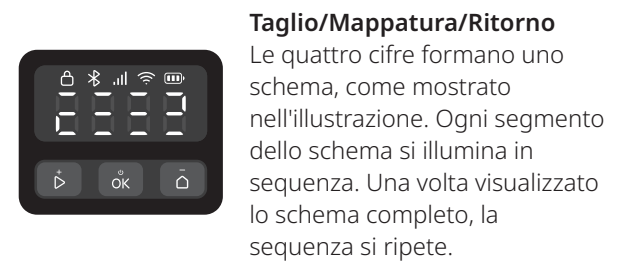 Taglio/Mappatura/Ritorno
Le quattro cifre formano uno
schema, come mostrato
nell'illustrazione. Ogni segmento
dello schema si illumina in
sequenza. Una volta visualizzato
lo schema completo, la
sequenza si ripete.
OK